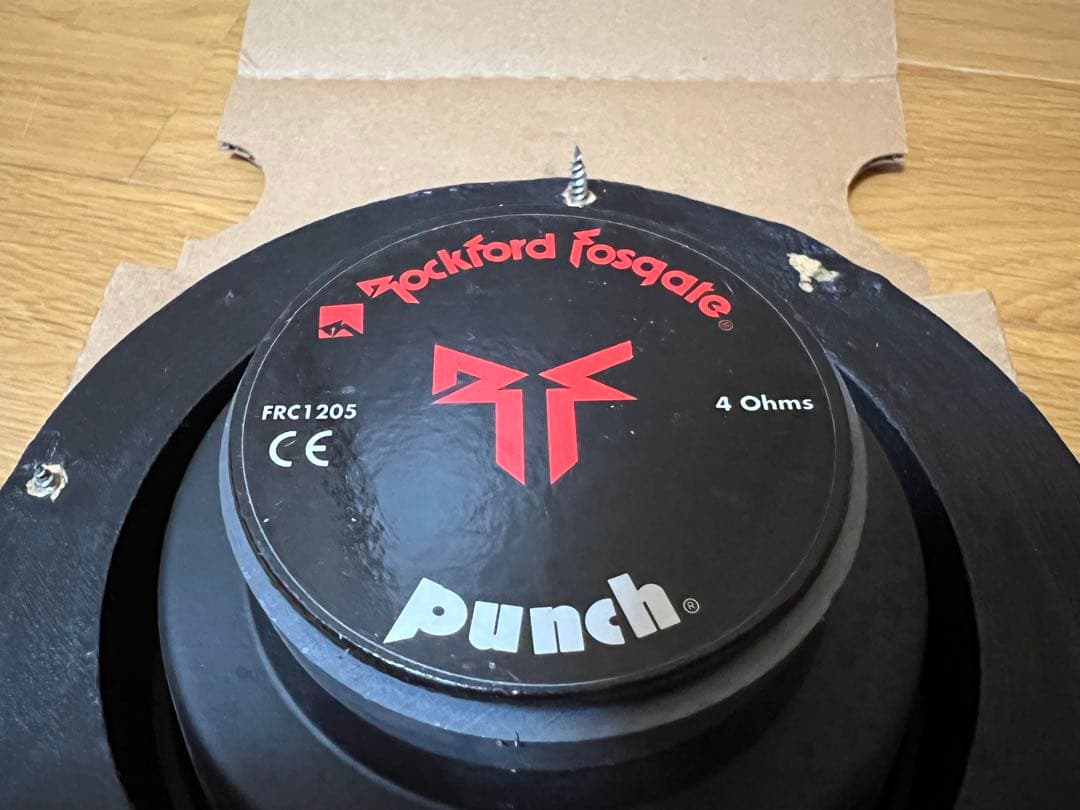 Rockford Fosgate®
FRC1205
CE
4 Ohms
punch®